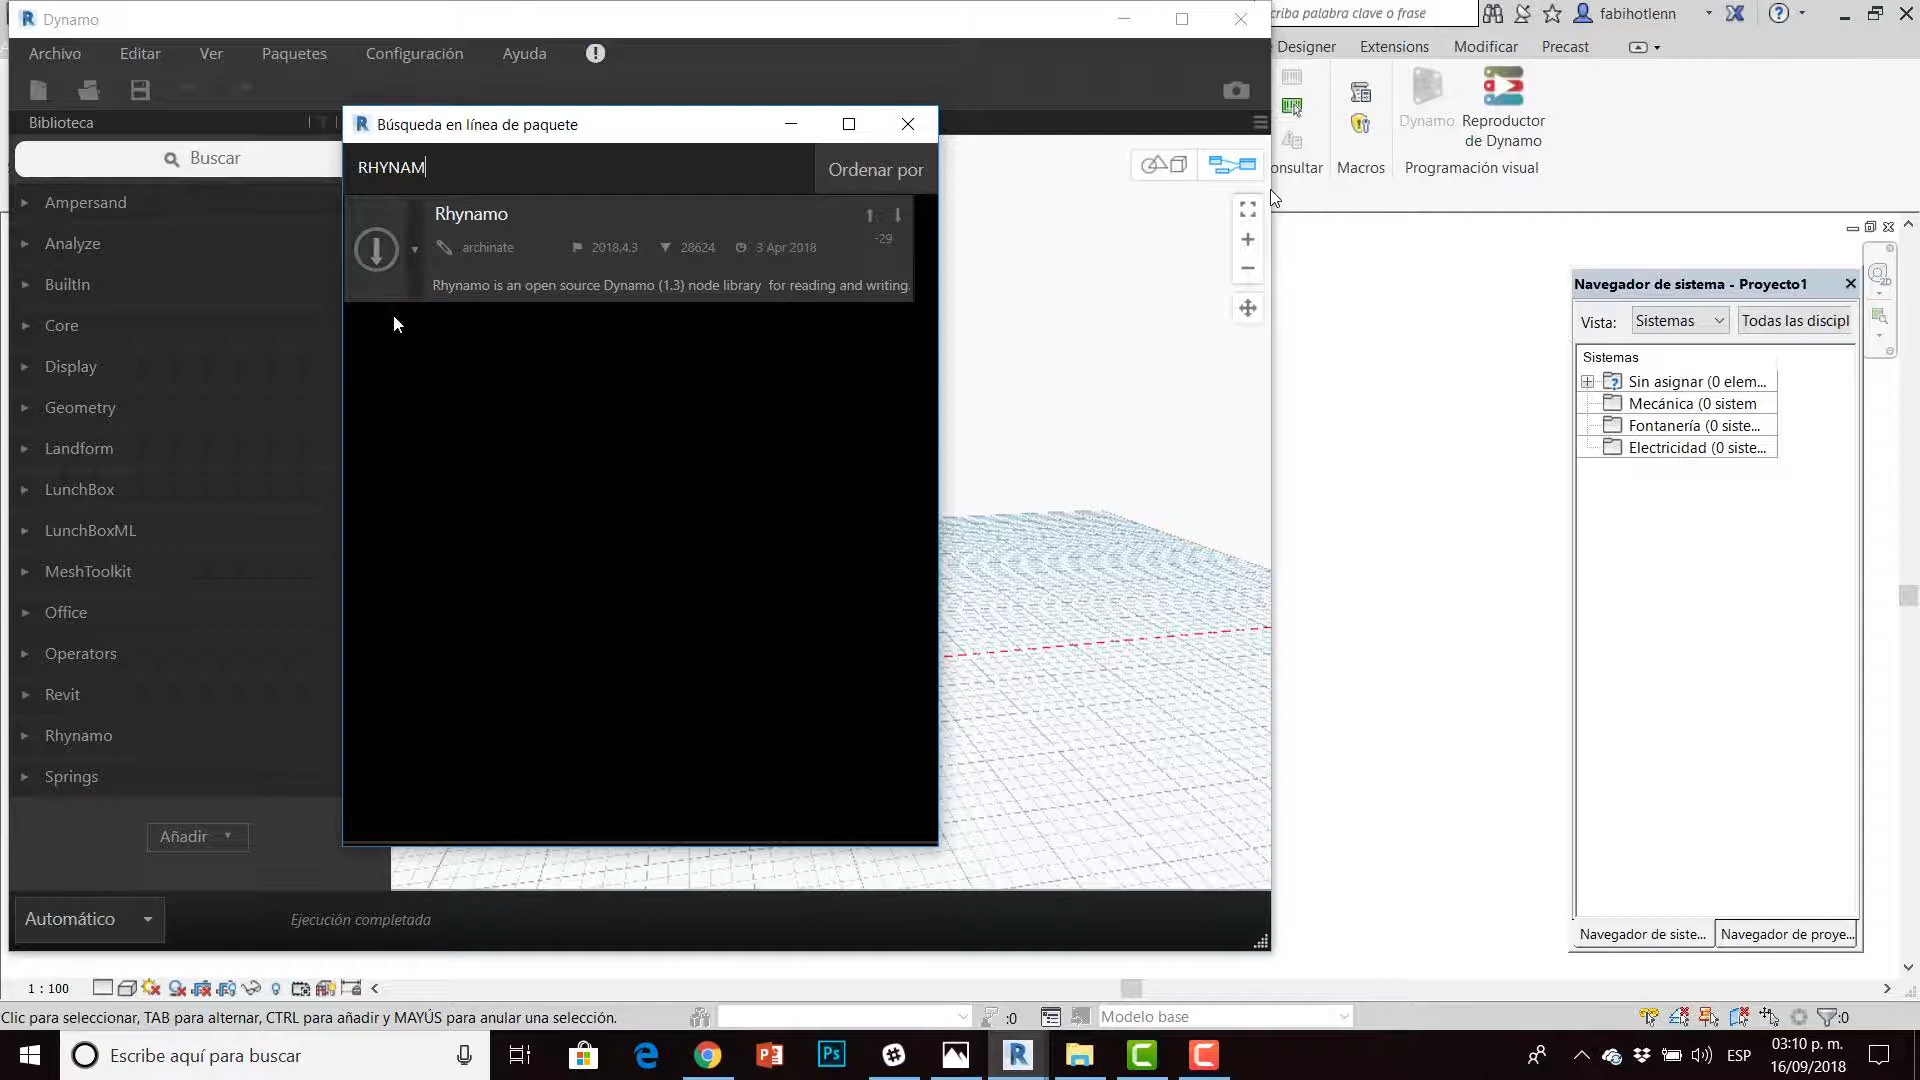 Dynamo
criba palabra clave o frase
fabihotlenn
Archivo
Editar
Ver
Paquetes
Configuración
Ayuda
Designer
Extensions
Modificar
Precast
Biblioteca
Búsqueda en línea de paquete
Dynamo
Reproductor
de Dynamo
Buscar
RHYNAM
Ordenar por
onsultar
Macros
Programación visual
Ampersand
Analyze
BuiltIn
Core
Display
Geometry
Landform
LunchBox
LunchBoxML
MeshToolkit
Office
Operators
Revit
Rhynamo
Springs
Rhynamo
-29
archinate
2018.4.3
28624
3 Apr 2018
Rhynamo is an open source Dynamo (1.3) node library for reading and writing.
Navegador de sistema - Proyecto1
Vista:
Sistemas
Todas las discipl
Sistemas
Sin asignar (0 elem...
Mecánica (0 sistem
Fontanería (0 siste...
Electricidad (0 siste...
Añadir
Automático
Ejecución completada
Navegador de siste...
Navegador de proye...
1 : 100
Clic para seleccionar, TAB para alternar, CTRL para añadir y MAYÚS para anular una selección.
:0
Modelo base
:0
Escribe aquí para buscar
ESP
03:10 p. m.
16/09/2018